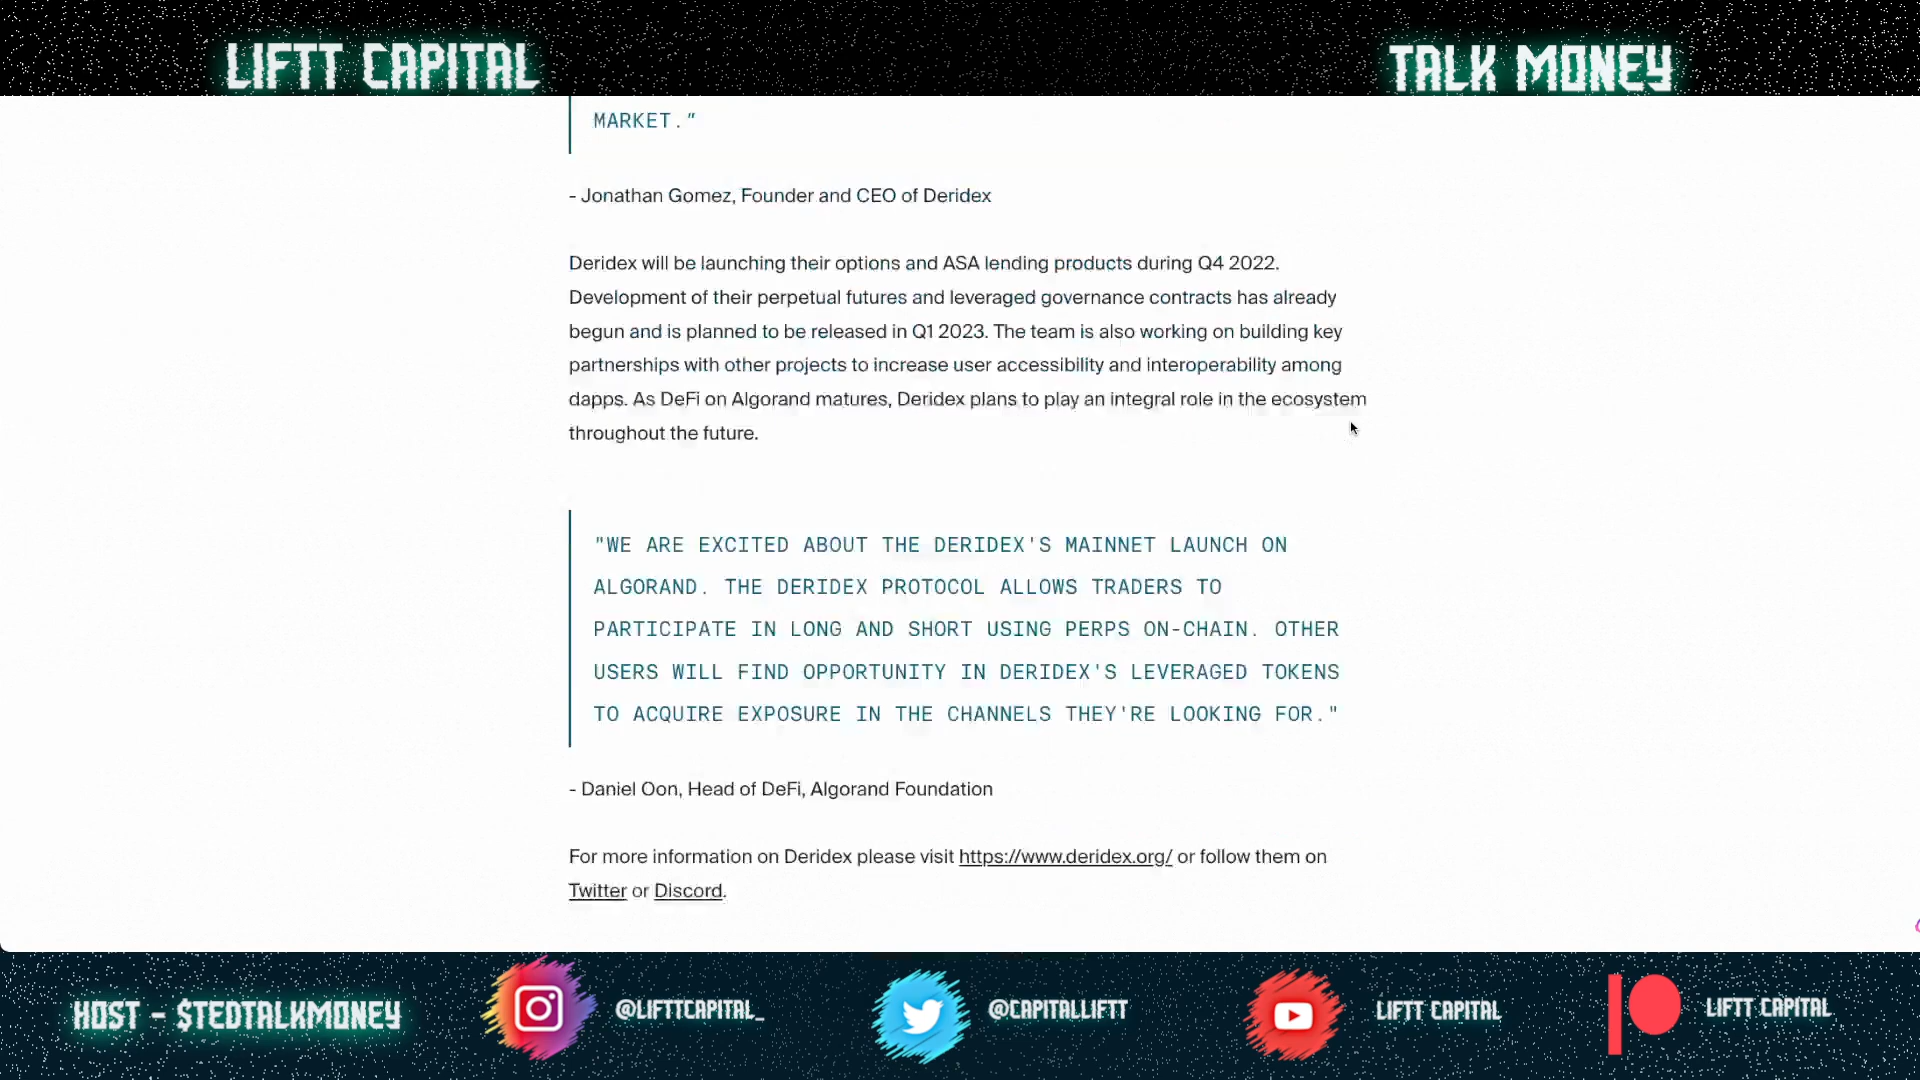 LIFTT CAPITAL
TALK MONEY
MARKET."
- Jonathan Gomez, Founder and CEO of Deridex
Deridex will be launching their options and ASA lending products during Q4 2022.
Development of their perpetual futures and leveraged governance contracts has already
begun and is planned to be released in Q1 2023. The team is also working on building key
partnerships with other projects to increase user accessibility and interoperability among
dapps. As DeFi on Algorand matures, Deridex plans to play an integral role in the ecosystem
throughout the future.
"WE ARE EXCITED ABOUT THE DERIDEX'S MAINNET LAUNCH ON
ALGORAND. THE DERIDEX PROTOCOL ALLOWS TRADERS TO
PARTICIPATE IN LONG AND SHORT USING PERPS ON-CHAIN. OTHER
USERS WILL FIND OPPORTUNITY IN DERIDEX'S LEVERAGED TOKENS
TO ACQUIRE EXPOSURE IN THE CHANNELS THEY'RE LOOKING FOR."
- Daniel Oon, Head of DeFi, Algorand Foundation
For more information on Deridex please visit https://www.deridex.org/ or follow them on
Twitter or Discord.
HOST - $TEDTALKMONEY
@LIFTTCAPITAL_
@CAPITALLIFTT
LIFTT CAPITAL
LIFTT CAPITAL